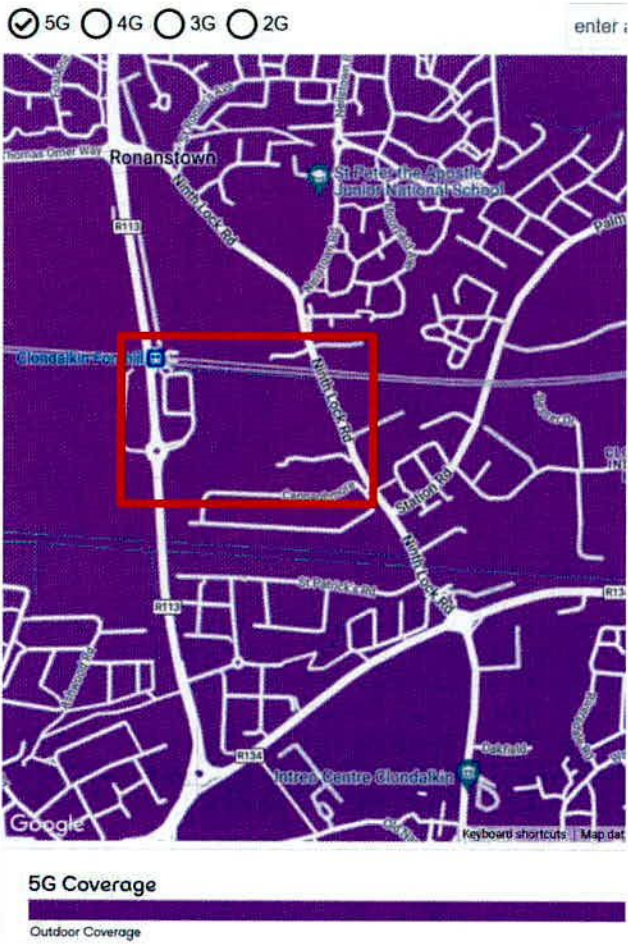 5G 4G 3G 2G
enter
Thomas Omer Way
Ronanstown
St Peter the Apostle
Junior National School
Ninth Lock Rd
R113
Palm
Clondalkin Fonthill
Ninth Lock Rd
Station Rd
Ninth Lock Rd
St Patrick's Rd
R113
R13
R134
Oakfield
Intreo Centre Clondalkin
Google
Keyboard shortcuts
Map dat
5G Coverage
Outdoor Coverage